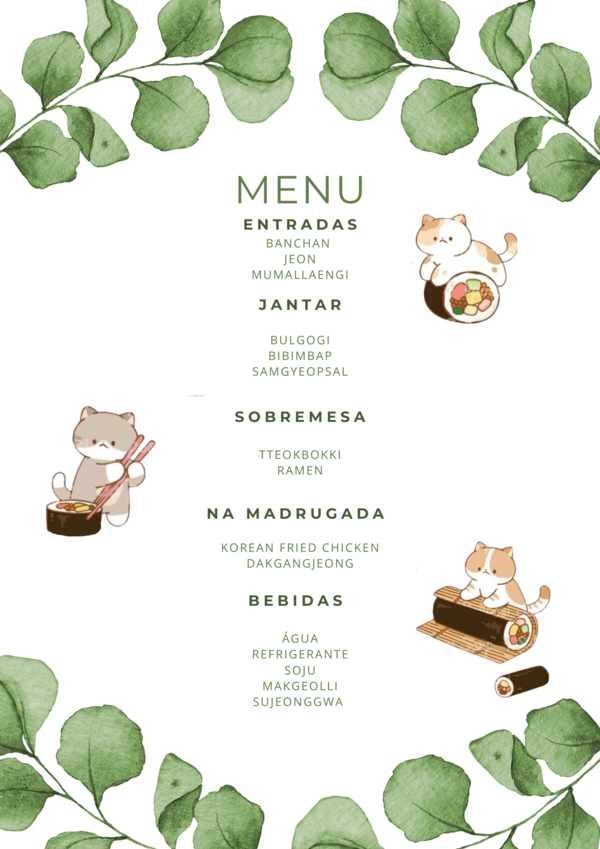 MENU
ENTRADAS
BANCHAN
JEON
MUMALLAENGI
JANTAR
BULGOGI
BIBIMBAP
SAMGYEOPSAL
SOBREMESA
TTEOKBOKKI
RAMEN
NA MADRUGADA
KOREAN FRIED CHICKEN
DAKGANGJEONG
BEBIDAS
ÁGUA
REFRIGERANTE
SOJU
MAKGEOLLI
SUJEONGGWA